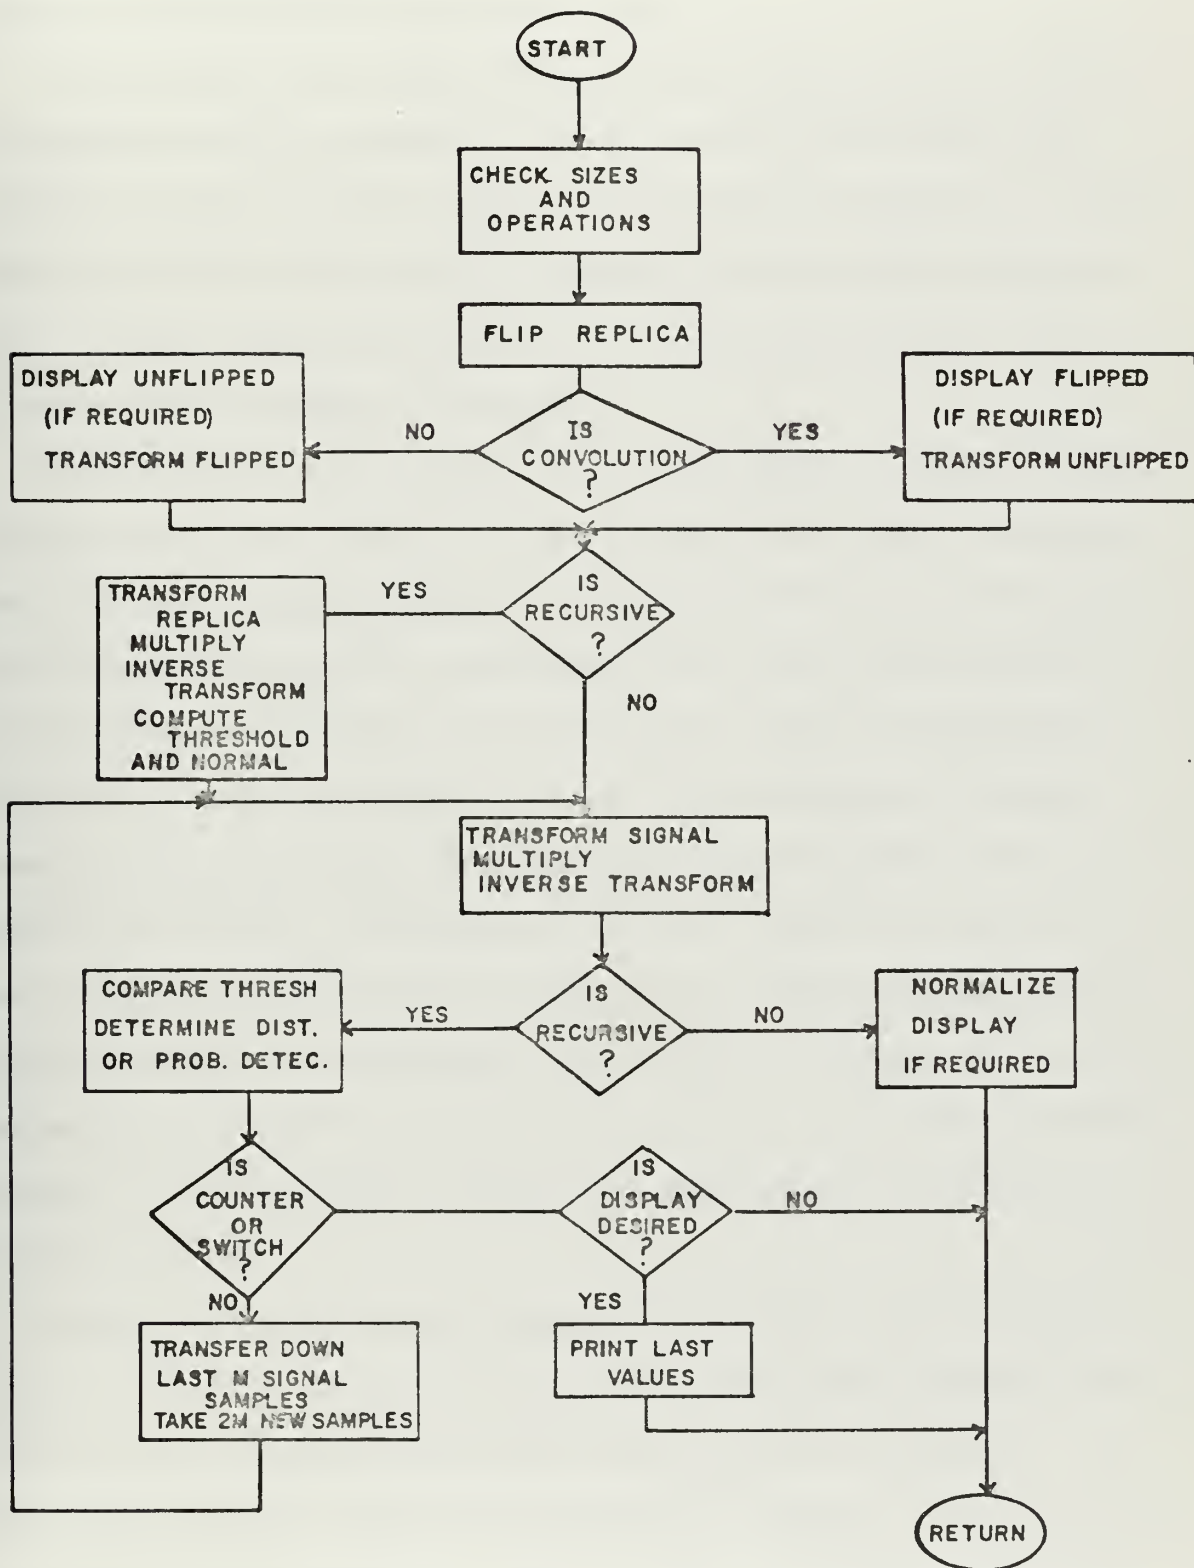 START
CHECK SIZES
AND
OPERATIONS
FLIP REPLICA
DISPLAY UNFLIPPED
(IF REQUIRED)
TRANSFORM FLIPPED
NO
IS
CONVOLUTION
?
YES
DISPLAY FLIPPED
(IF REQUIRED)
TRANSFORM UNFLIPPED
TRANSFORM
REPLICA
MULTIPLY
INVERSE
TRANSFORM
COMPUTE
THRESHOLD
AND NORMAL
YES
IS
RECURSIVE
?
NO
TRANSFORM SIGNAL
MULTIPLY
INVERSE TRANSFORM
COMPARE THRESH
DETERMINE DIST.
OR PROB. DETEC.
YES
IS
RECURSIVE
?
NO
NORMALIZE
DISPLAY
IF REQUIRED
IS
COUNTER
OR
SWITCH
?
NO
IS
DISPLAY
DESIRED
?
NO
YES
TRANSFER DOWN
LAST M SIGNAL
SAMPLES
TAKE 2M NEW SAMPLES
PRINT LAST
VALUES
RETURN